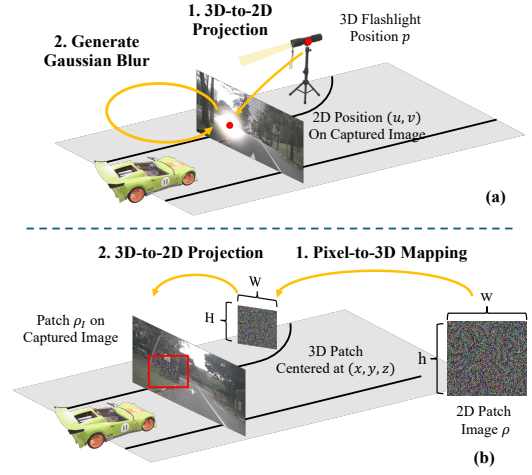 1. 3D-to-2D
Projection
2. Generate
Gaussian Blur
3D Flashlight
Position p
2D Position (u, v)
On Captured Image
(a)
2. 3D-to-2D Projection
1. Pixel-to-3D Mapping
W
H
Patch ρ_I on
Captured Image
3D Patch
Centered at (x, y, z)
w
h
2D Patch
Image ρ
(b)